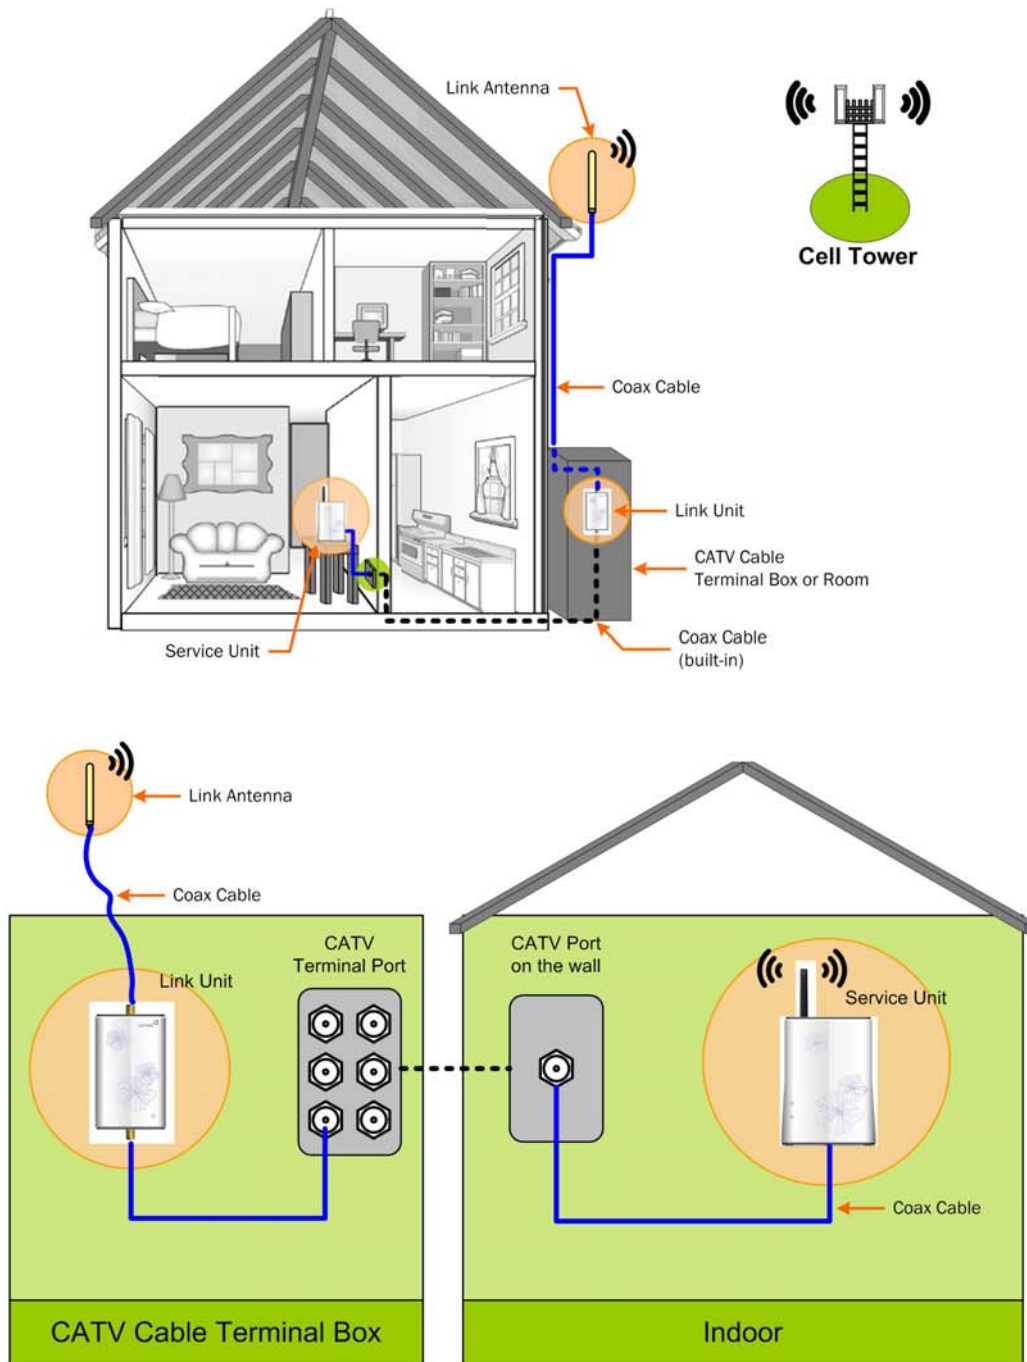 Link Antenna
Cell Tower
Coax Cable
Link Unit
CATV Cable
Terminal Box or Room
Service Unit
Coax Cable
(built-in)
Link Antenna
Coax Cable
Link Unit
CATV
Terminal Port
CATV Port
on the wall
Service Unit
Coax Cable
CATV Cable Terminal Box
Indoor